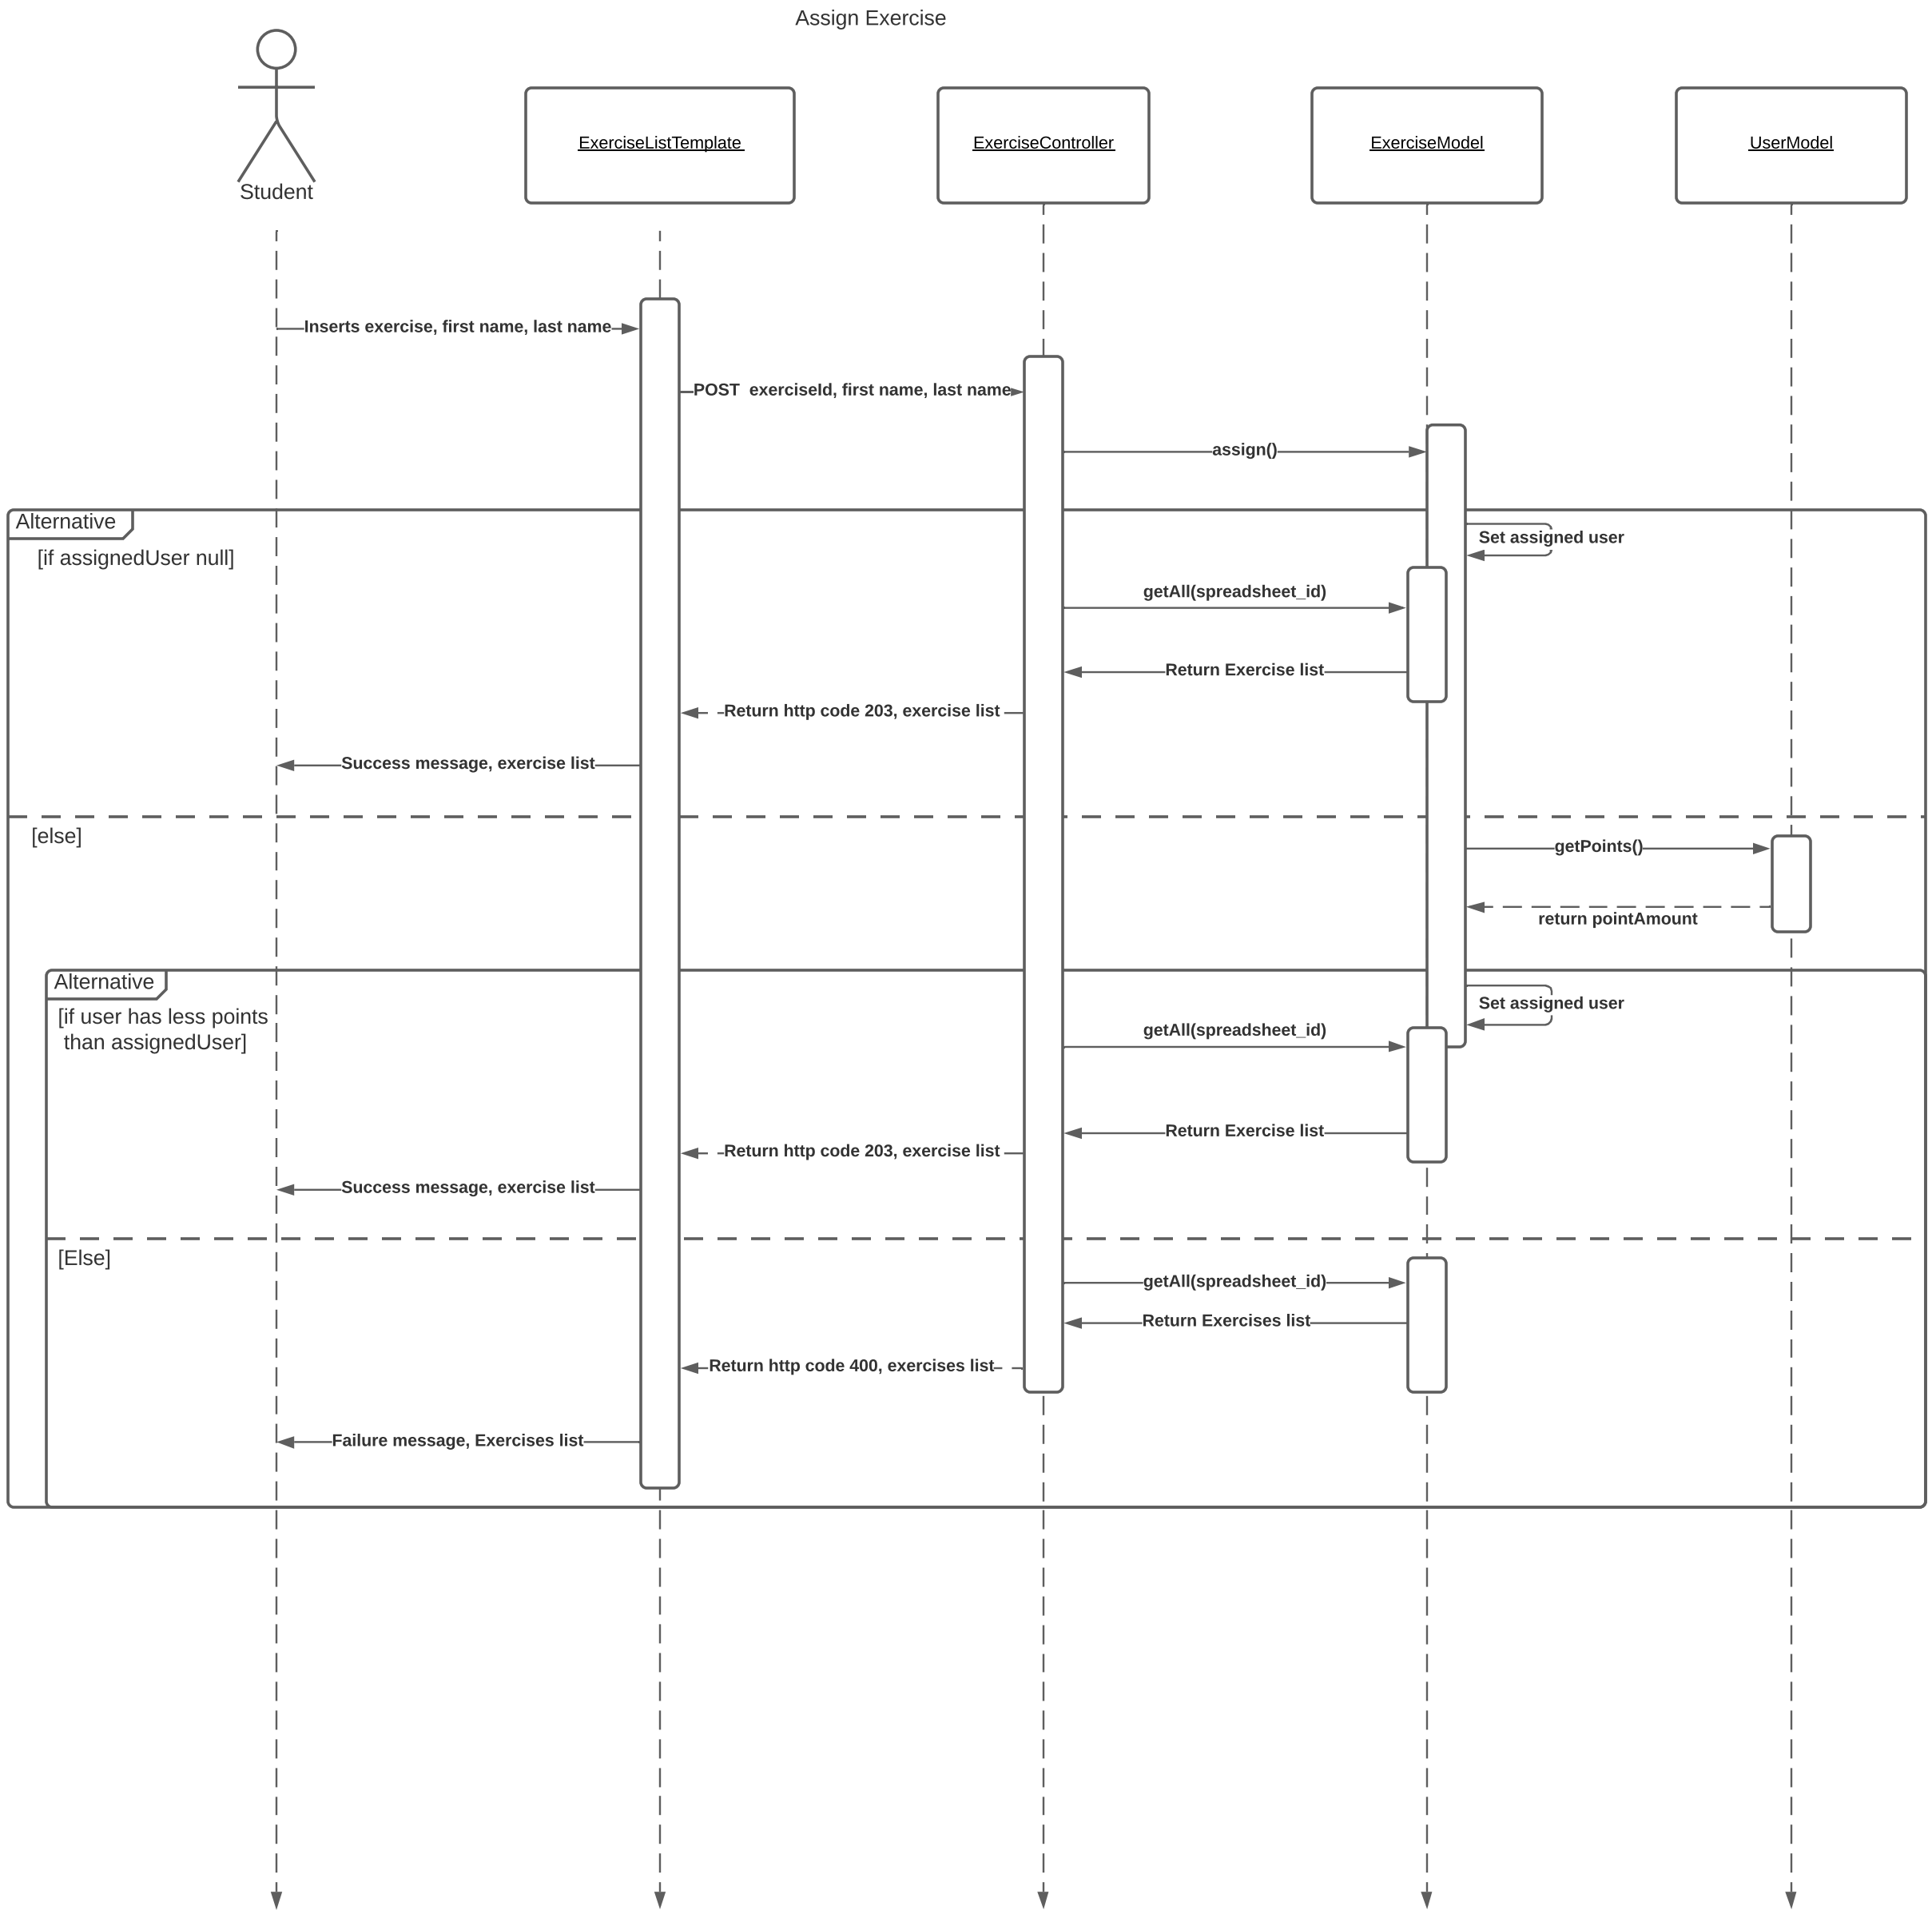 Assign Exercise
Student
ExerciseListTemplate
ExerciseController
ExerciseModel
UserModel
Inserts exercise, first name, last name
POST  exerciseId, first name, last name
assign()
Alternative
[if assignedUser null]
Set assigned user
getAll(spreadsheet_id)
Return Exercise list
Return http code 203, exercise list
Success message, exercise list
[else]
getPoints()
return pointAmount
Alternative
[if user has less points
than assignedUser]
Set assigned user
getAll(spreadsheet_id)
Return Exercise list
Return http code 203, exercise list
Success message, exercise list
[Else]
getAll(spreadsheet_id)
Return Exercises list
Return http code 400, exercises list
Failure message, Exercises list